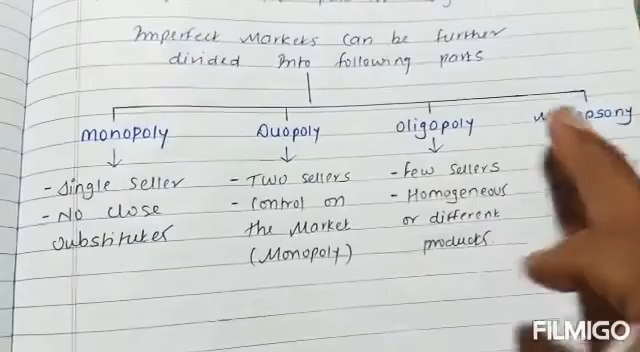 Imperfect Markets can be further
divided into following parts
Monopoly
Duopoly
Oligopoly
- Single seller
- No close
substitutes
- Two sellers
- Control on
the Market
(Monopoly)
- Few sellers
- Homogeneous
or different
products.
FILMIGO